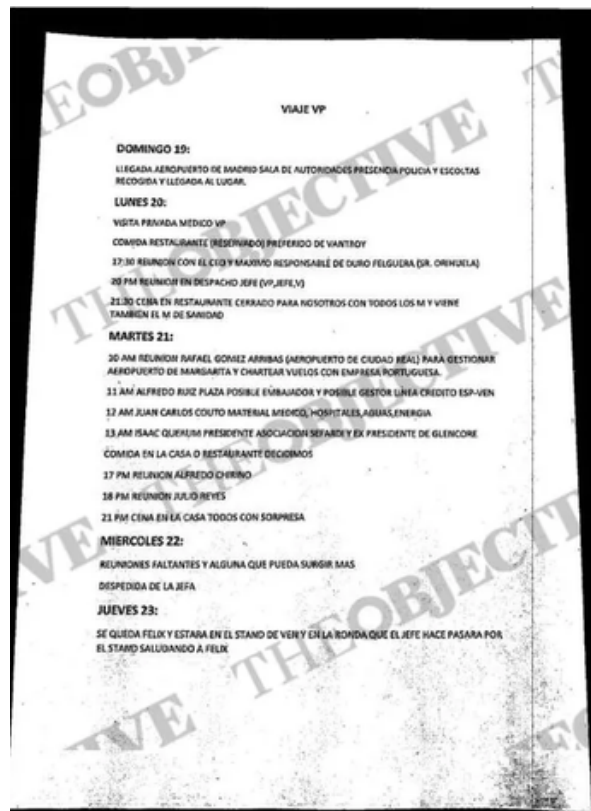 THEOBJECTIVE
VIAJE VP
DOMINGO 19:
LLEGADA AEROPUERTO DE MADRID SALA DE AUTORIDADES PRESENCIA POLICIA Y ESCOLTAS
RECOGIDA Y LLEGADA AL LUGAR.
LUNES 20:
VISITA PRIVADA MEDICO VP
COMIDA RESTAURANTE (RESERVADO) PREFERIDO DE VANTROY
17:30 REUNION CON EL CEO Y MAXIMO RESPONSABLE DE DURO FELGUERA (SR. ORIHUELA)
20 PM REUNION EN DESPACHO JEFE (VP,JEFE,V)
21:30 CENA EN RESTAURANTE CERRADO PARA NOSOTROS CON TODOS LOS M Y VIENE
TAMBIEN EL M DE SANIDAD
MARTES 21:
10 AM REUNION RAFAEL GOMEZ ARRIBAS (AEROPUERTO DE CIUDAD REAL) PARA GESTIONAR
AEROPUERTO DE MARGARITA Y CHARTEAR VUELOS CON EMPRESA PORTUGUESA.
11 AM ALFREDO RUIZ PLAZA POSIBLE EMBAJADOR Y POSIBLE GESTOR LINEA CREDITO ESP-VEN
12 AM JUAN CARLOS COUTO MATERIAL MEDICO, HOSPITALES,AGUAS,ENERGIA
13 AM ISAAC QUERUM PRESIDENTE ASOCIACION SEFARDI Y EX PRESIDENTE DE GLENCORE
COMIDA EN LA CASA O RESTAURANTE DECIDIMOS
17 PM REUNION ALFREDO CHIRINO
18 PM REUNION JULIO REYES
21 PM CENA EN LA CASA TODOS CON SORPRESA
MIERCOLES 22:
REUNIONES FALTANTES Y ALGUNA QUE PUEDA SURGIR MAS
DESPEDIDA DE LA JEFA
JUEVES 23:
SE QUEDA FELIX Y ESTARA EN EL STAND DE VEN Y EN LA RONDA QUE EL JEFE HACE PASARA POR
EL STAND SALUDANDO A FELIX